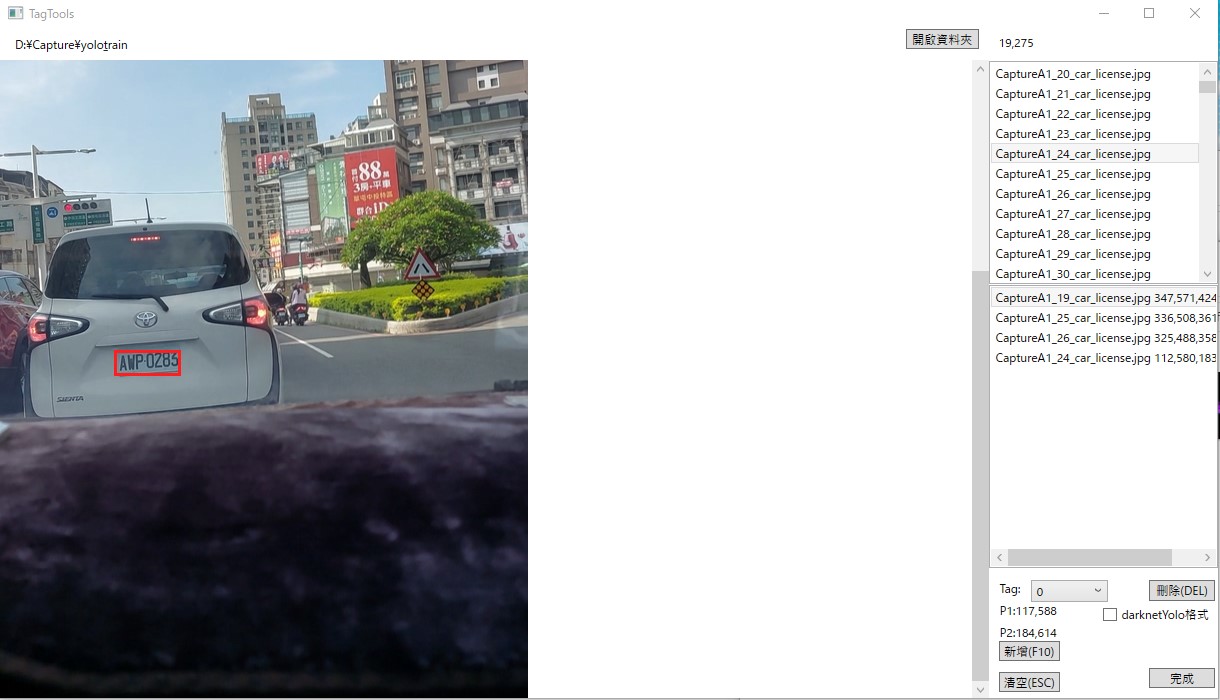 TagTools
D:¥Capture¥yolotrain
開啟資料夾
19,275
CaptureA1_20_car_license.jpg
CaptureA1_21_car_license.jpg
CaptureA1_22_car_license.jpg
CaptureA1_23_car_license.jpg
CaptureA1_24_car_license.jpg
CaptureA1_25_car_license.jpg
CaptureA1_26_car_license.jpg
CaptureA1_27_car_license.jpg
CaptureA1_28_car_license.jpg
CaptureA1_29_car_license.jpg
CaptureA1_30_car_license.jpg
CaptureA1_19_car_license.jpg 347,571,424
CaptureA1_25_car_license.jpg 336,508,361
CaptureA1_26_car_license.jpg 325,488,358
CaptureA1_24_car_license.jpg 112,580,183
88萬
3房+平車
AWP-0283
SIENTA
Tag:
0
刪除(DEL)
P1:117,588
darknetYolo格式
P2:184,614
新增(F10)
清空(ESC)
完成